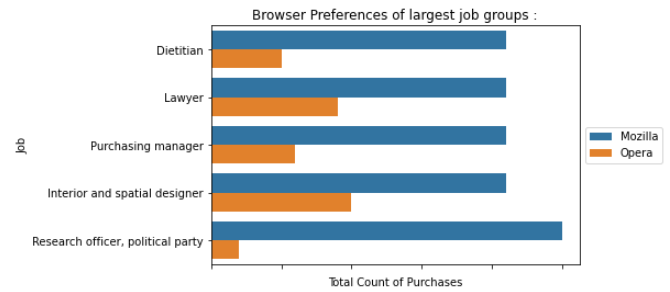 Browser Preferences of largest job groups :
Dietitian
Lawyer
Purchasing manager
Interior and spatial designer
Research officer, political party
Job
Total Count of Purchases
Mozilla
Opera